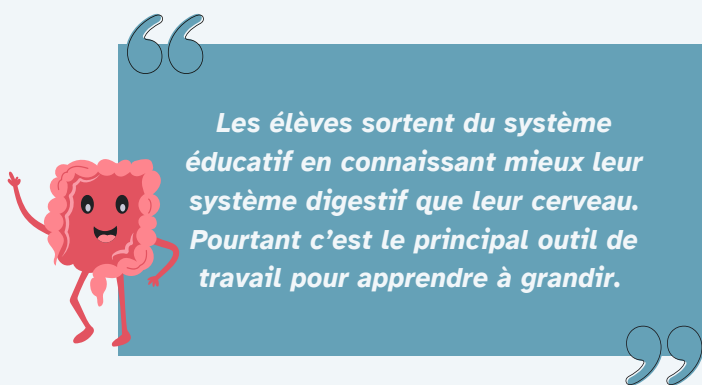 Les élèves sortent du système
éducatif en connaissant mieux leur
système digestif que leur cerveau.
Pourtant c’est le principal outil de
travail pour apprendre à grandir.